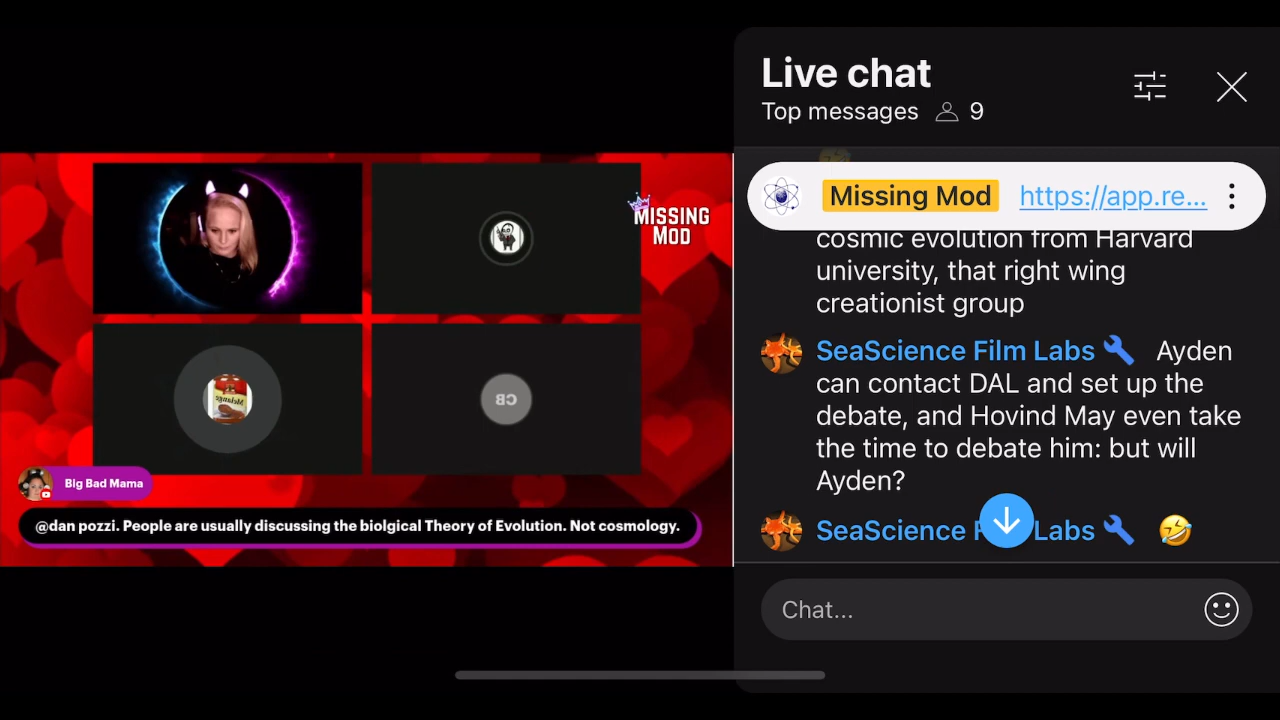 MISSING
MOD
CB
Big Bad Mama
@dan pozzi. People are usually discussing the biolgical Theory of Evolution. Not cosmology.
Live chat
Top messages 9
Missing Mod https://app.re...
cosmic evolution from Harvard
university, that right wing
creationist group
SeaScience Film Labs 🔧 Ayden
can contact DAL and set up the
debate, and Hovind May even take
the time to debate him: but will
Ayden?
SeaScience F Labs 🔧 🤣
Chat...